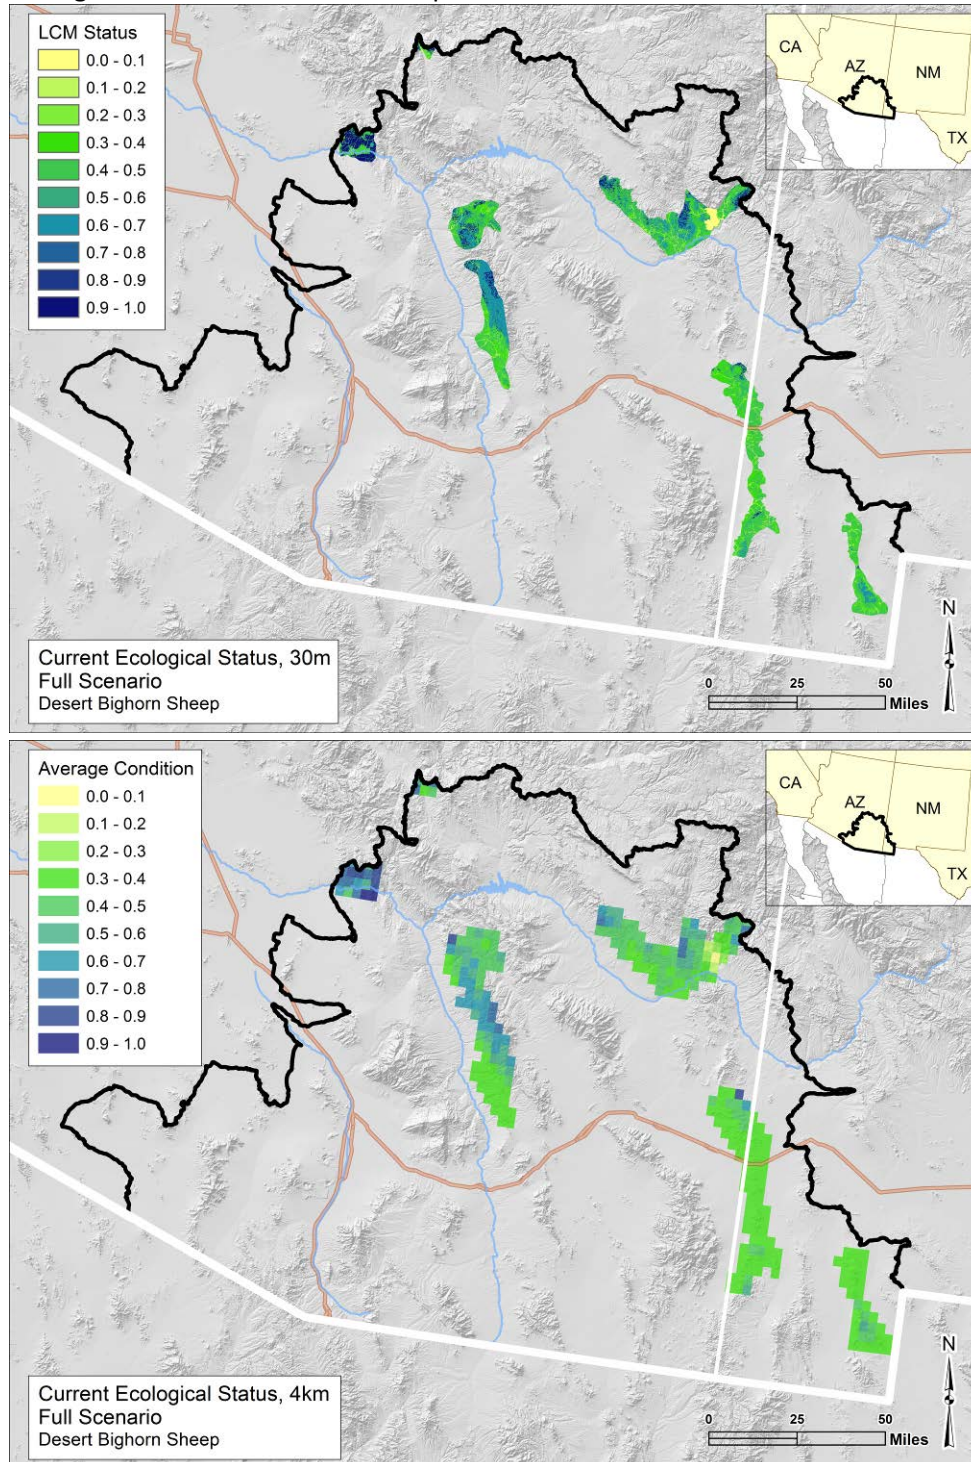 LCM Status
0.0 - 0.1
0.1 - 0.2
0.2 - 0.3
0.3 - 0.4
0.4 - 0.5
0.5 - 0.6
0.6 - 0.7
0.7 - 0.8
0.8 - 0.9
0.9 - 1.0
CA
AZ
NM
TX
N
0 25 50
Miles
Current Ecological Status, 30m
Full Scenario
Desert Bighorn Sheep
Average Condition
0.0 - 0.1
0.1 - 0.2
0.2 - 0.3
0.3 - 0.4
0.4 - 0.5
0.5 - 0.6
0.6 - 0.7
0.7 - 0.8
0.8 - 0.9
0.9 - 1.0
CA
AZ
NM
TX
N
0 25 50
Miles
Current Ecological Status, 4km
Full Scenario
Desert Bighorn Sheep